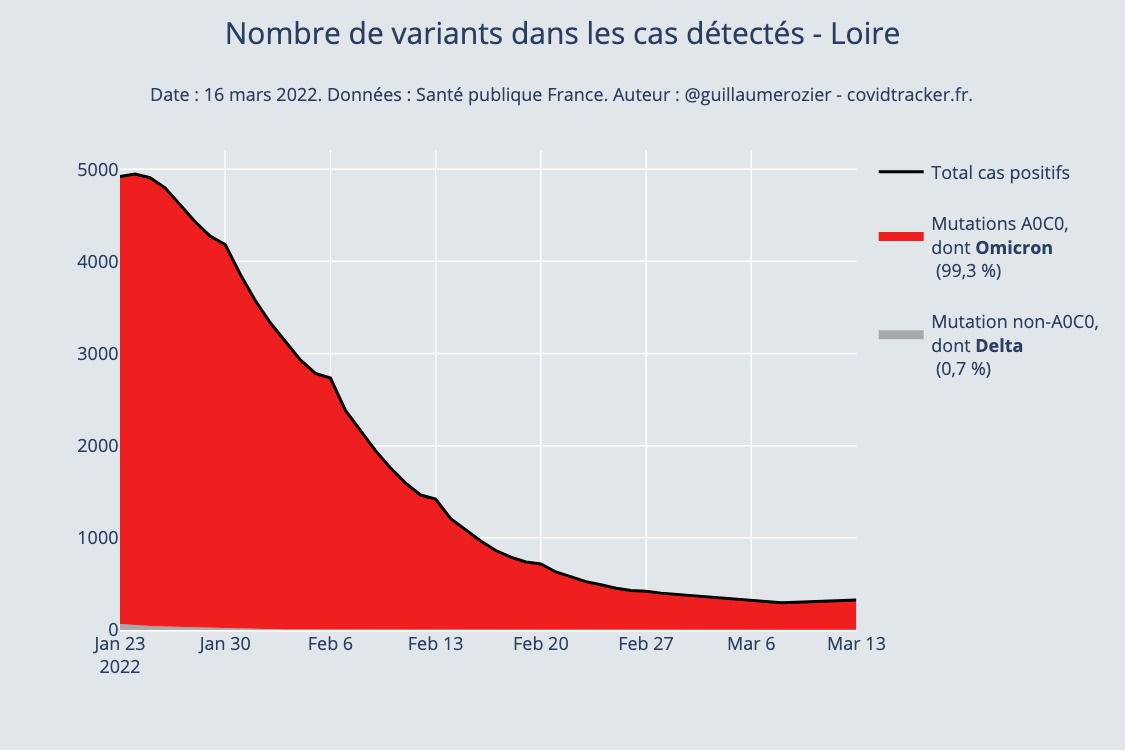 Nombre de variants dans les cas détectés - Loire
Date : 16 mars 2022. Données : Santé publique France. Auteur : @guillaumerozier - covidtracker.fr.
5000
4000
3000
2000
1000
0
Jan 23
2022
Jan 30
Feb 6
Feb 13
Feb 20
Feb 27
Mar 6
Mar 13
Total cas positifs
Mutations A0C0,
dont Omicron
(99,3 %)
Mutation non-A0C0,
dont Delta
(0,7 %)